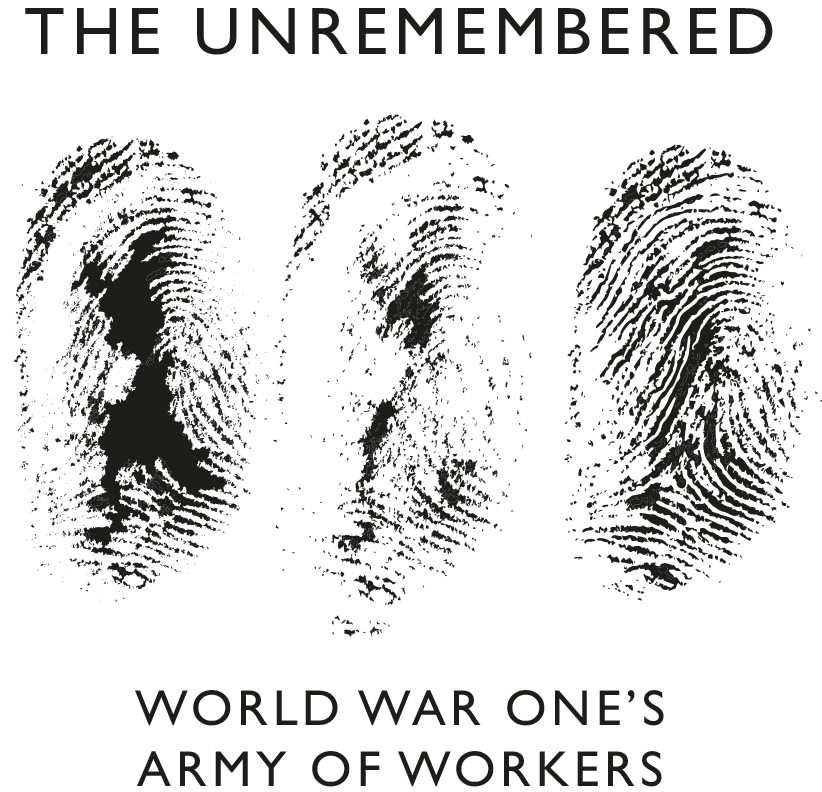 THE UNREMEMBERED
WORLD WAR ONE’S
ARMY OF WORKERS